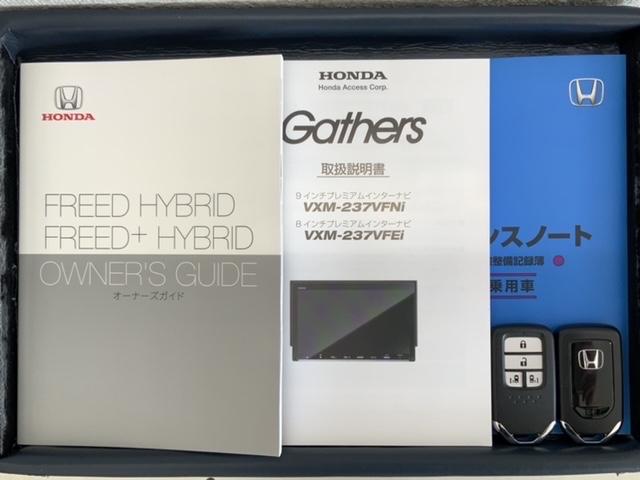 HONDA
FREED HYBRID
FREED+ HYBRID
OWNER'S GUIDE
オーナーズガイド
HONDA
Honda Access Corp.
Gathers
取扱説明書
9インチプレミアムインターナビ
VXM-237VFNi
8インチプレミアムインターナビ
VXM-237VFEi
ンスノート
整備記録簿
乗用車